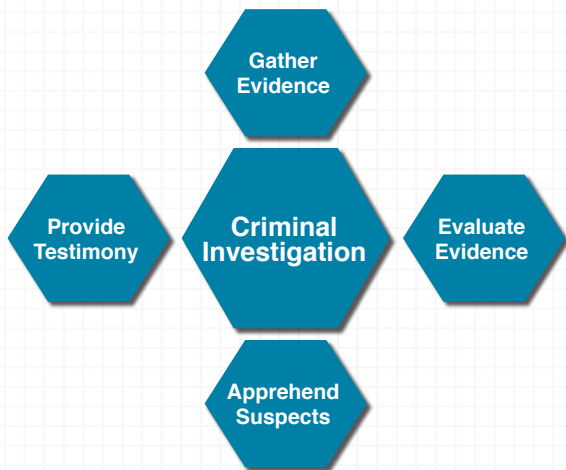 Gather
Evidence
Provide
Testimony
Criminal
Investigation
Evaluate
Evidence
Apprehend
Suspects